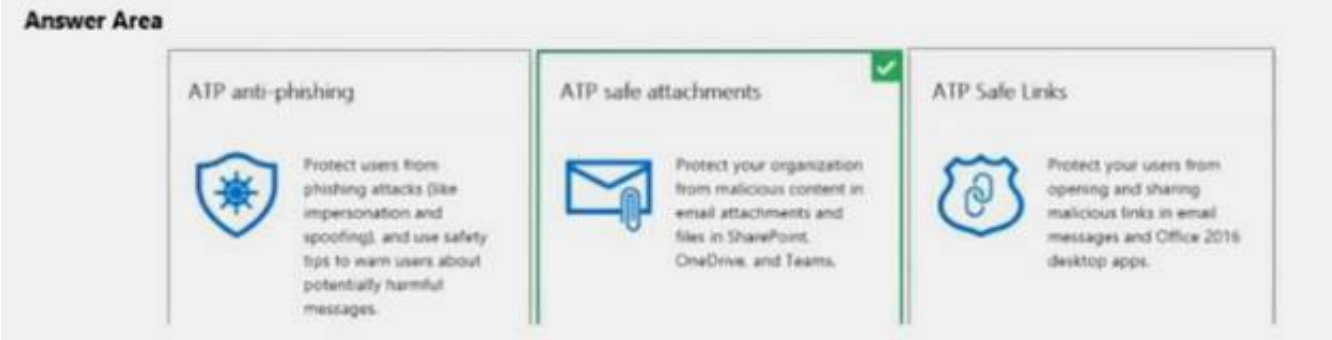 Answer Area
ATP anti-phishing
Protect users from
phishing attacks (like
impersonation and
spoofing), and use safety
tips to warn users about
potentially harmful
messages.
ATP safe attachments
Protect your organization
from malicious content in
email attachments and
files in SharePoint,
OneDrive, and Teams.
ATP Safe Links
Protect your users from
opening and sharing
malicious links in email
messages and Office 2016
desktop apps.